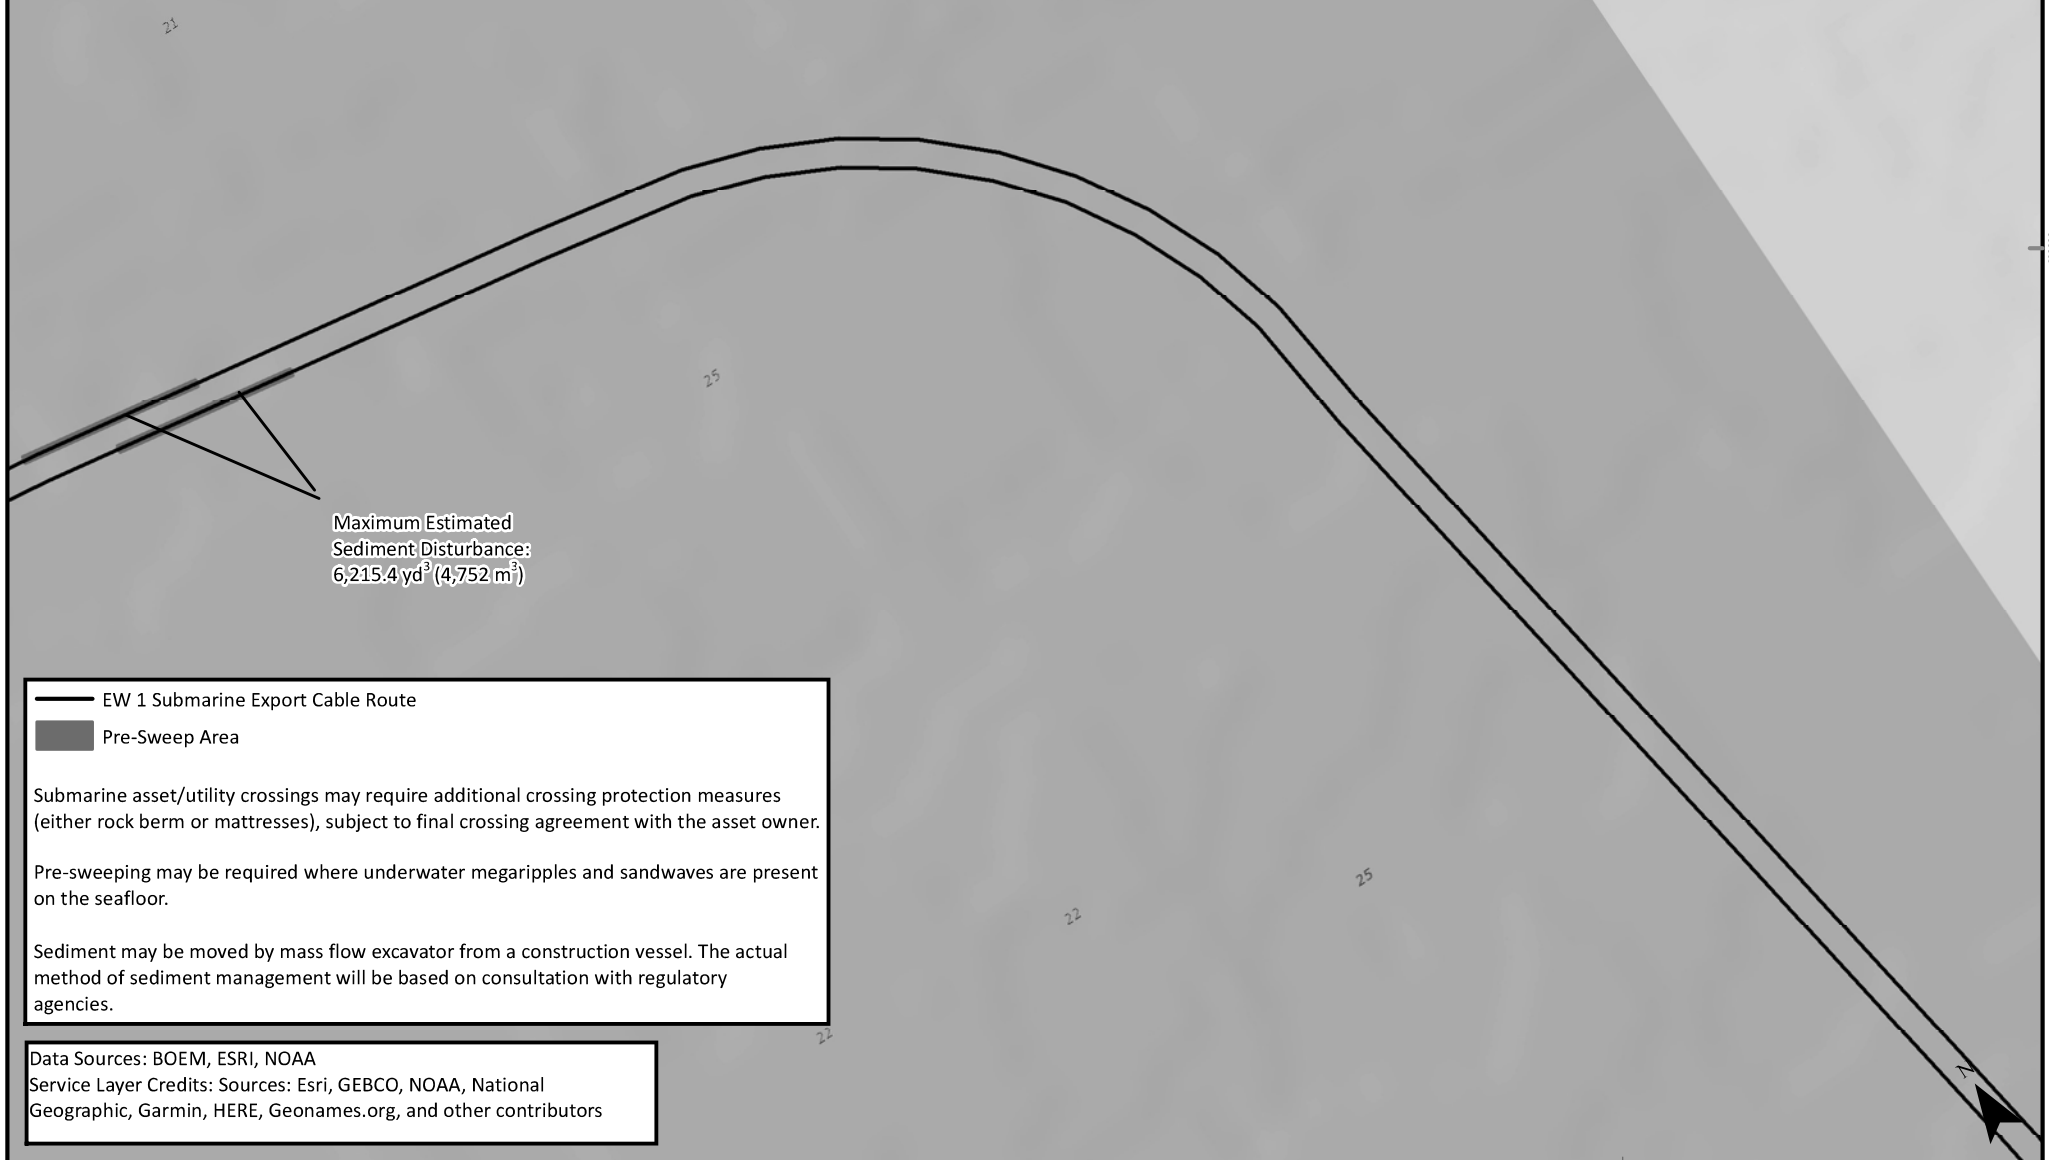 21
25
Maximum Estimated
Sediment Disturbance:
6,215.4 yd³ (4,752 m³)
EW 1 Submarine Export Cable Route
Pre-Sweep Area
Submarine asset/utility crossings may require additional crossing protection measures
(either rock berm or mattresses), subject to final crossing agreement with the asset owner.
Pre-sweeping may be required where underwater megaripples and sandwaves are present
on the seafloor.
25
22
Sediment may be moved by mass flow excavator from a construction vessel. The actual
method of sediment management will be based on consultation with regulatory
agencies.
22
Data Sources: BOEM, ESRI, NOAA
Service Layer Credits: Sources: Esri, GEBCO, NOAA, National
Geographic, Garmin, HERE, Geonames.org, and other contributors
N